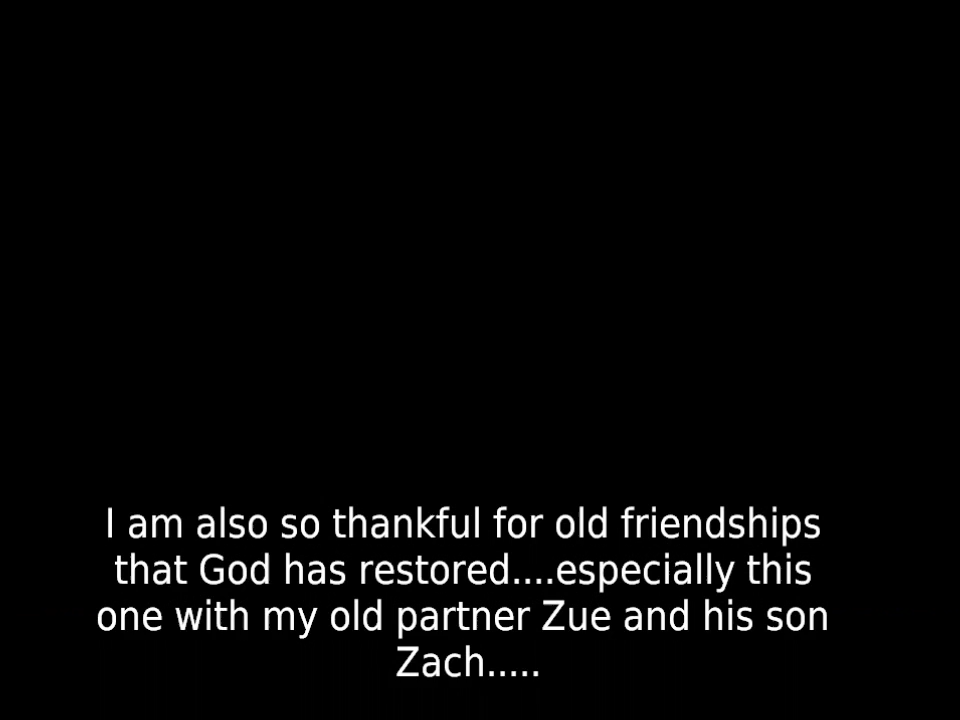 I am also so thankful for old friendships
that God has restored....especially this
one with my old partner Zue and his son
Zach.....